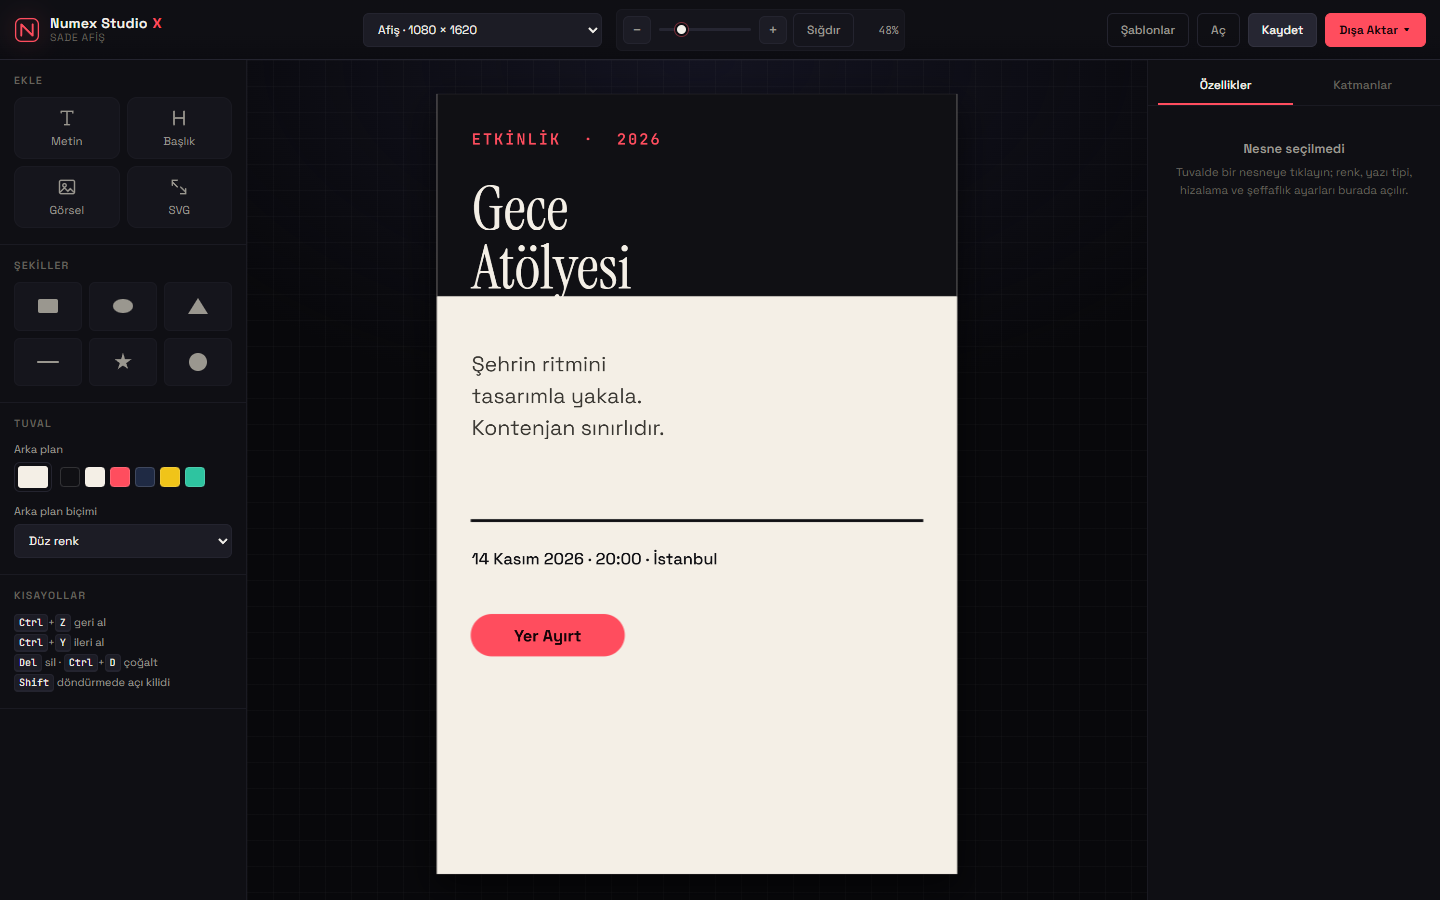 Numex Studio X
SADE AFİŞ
Afiş · 1080 × 1620
−
+
Sığdır
48%
Şablonlar
Aç
Kaydet
Dışa Aktar
EKLE
Metin
Başlık
Görsel
SVG
ŞEKİLLER
TUVAL
Arka plan
Arka plan biçimi
Düz renk
KISAYOLLAR
Ctrl + Z geri al
Ctrl + Y ileri al
Del sil · Ctrl + D çoğalt
Shift döndürmede açı kilidi
ETKİNLİK · 2026
Gece
Atölyesi
Şehrin ritmini
tasarımla yakala.
Kontenjan sınırlıdır.
14 Kasım 2026 · 20:00 · İstanbul
Yer Ayırt
Özellikler
Katmanlar
Nesne seçilmedi
Tuvalde bir nesneye tıklayın; renk, yazı tipi,
hizalama ve şeffaflık ayarları burada açılır.